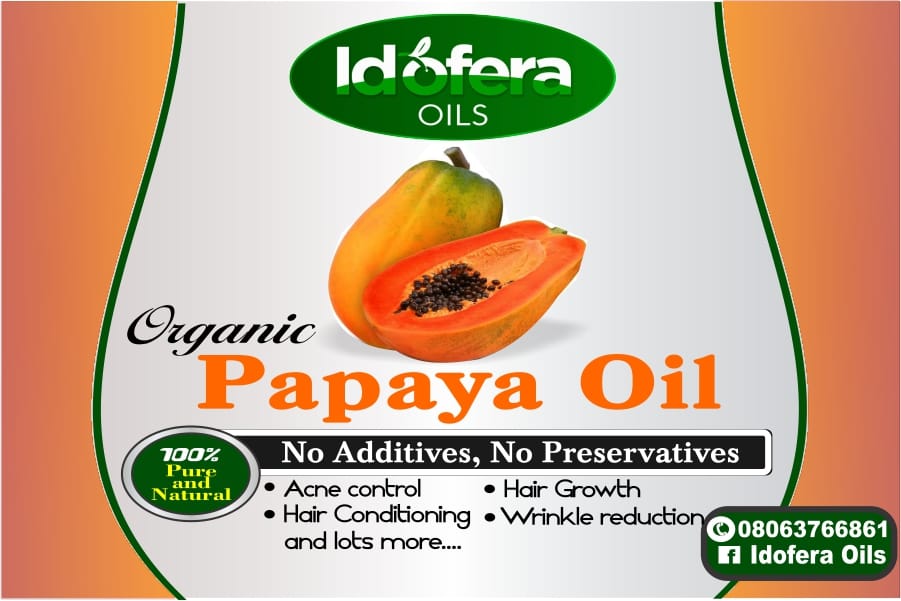 Idofera
OILS
Organic
Papaya Oil
No Additives, No Preservatives
100%
Pure
and
Natural
• Acne control
• Hair Growth
• Hair Conditioning
and lots more....
• Wrinkle reduction
08063766861
Idofera Oils